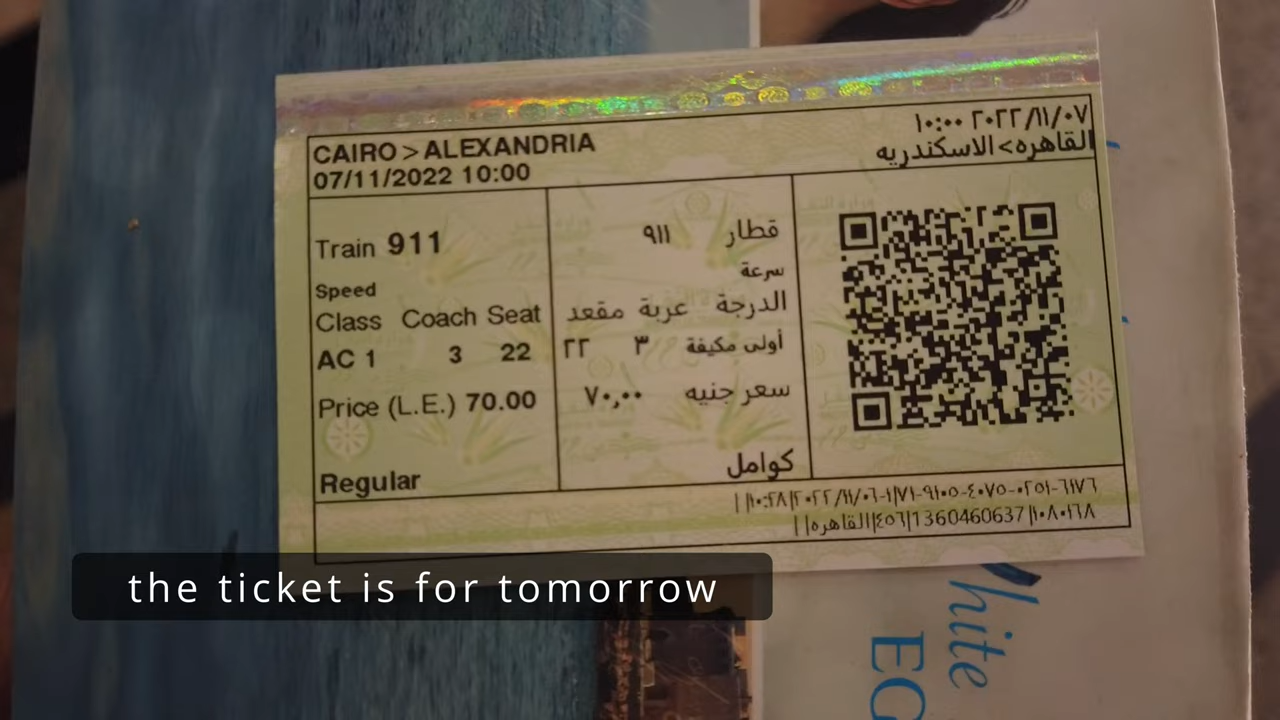 CAIRO > ALEXANDRIA
07/11/2022 10:00
٢٠٢٢/١١/٠٧ ١٠:٠٠
القاهره>الاسكندريه
Train 911
Speed
Class Coach Seat
AC 1 3 22
Price (L.E.) 70.00
Regular
قطار ٩١١
سرعة
الدرجة عربة مقعد
أولى مكيفة ٣ ٢٢
سعر جنيه ٧٠,٠٠
كوامل
the ticket is for tomorrow
hite
EG